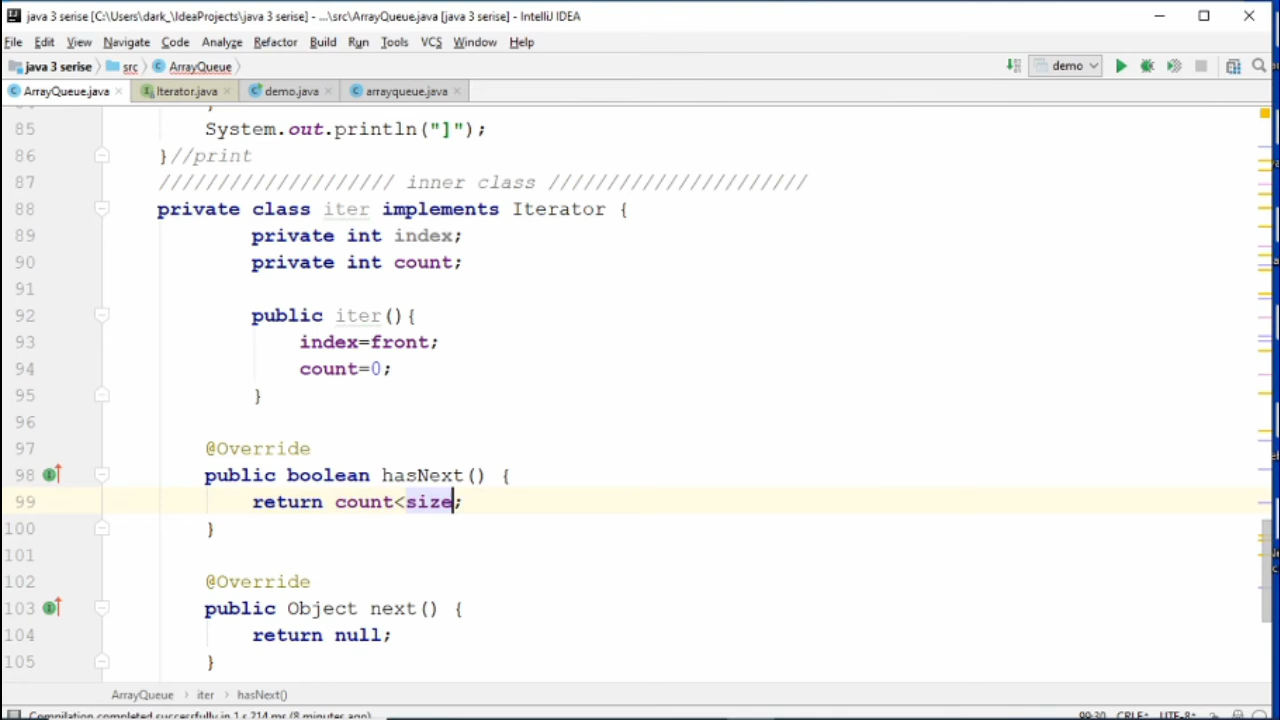 java 3 serise [C:\Users\dark_\IdeaProjects\java 3 serise] - ...\src\ArrayQueue.java [java 3 serise] - IntelliJ IDEA
File Edit View Navigate Code Analyze Refactor Build Run Tools VCS Window Help
java 3 serise src ArrayQueue demo
ArrayQueue.java Iterator.java demo.java arrayqueue.java
85 System.out.println("]");
86 }//print
87 //////////////////// inner class //////////////////////
88 private class iter implements Iterator {
89 private int index;
90 private int count;
91
92 public iter(){
93 index=front;
94 count=0;
95 }
96
97 @Override
98 public boolean hasNext() {
99 return count<size;
100 }
101
102 @Override
103 public Object next() {
104 return null;
105 }
ArrayQueue iter hasNext()
Compilation completed successfully in 1 s 214 ms (8 minutes ago) 99:30 CRLF UTF-8